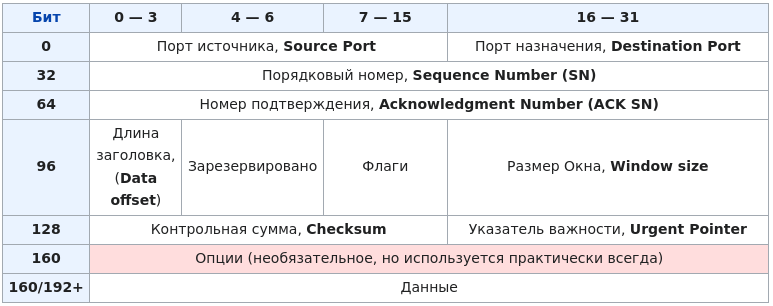 Бит 0 — 3 4 — 6 7 — 15 16 — 31
0 Порт источника, Source Port Порт назначения, Destination Port
32 Порядковый номер, Sequence Number (SN)
64 Номер подтверждения, Acknowledgment Number (ACK SN)
96 Длина
заголовка,
(Data
offset) Зарезервировано Флаги Размер Окна, Window size
128 Контрольная сумма, Checksum Указатель важности, Urgent Pointer
160 Опции (необязательное, но используется практически всегда)
160/192+ Данные